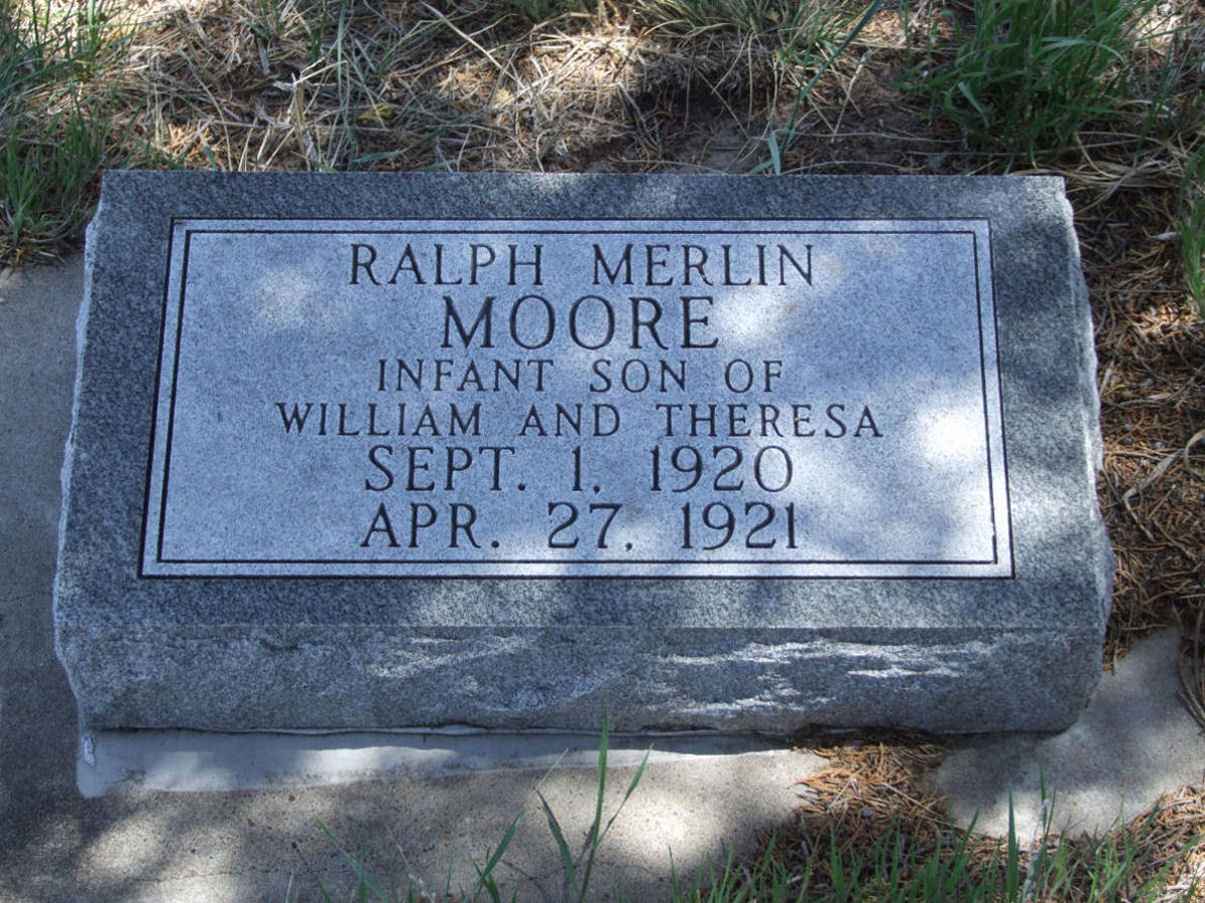 RALPH MERLIN
MOORE
INFANT SON OF
WILLIAM AND THERESA
SEPT. 1, 1920
APR. 27, 1921